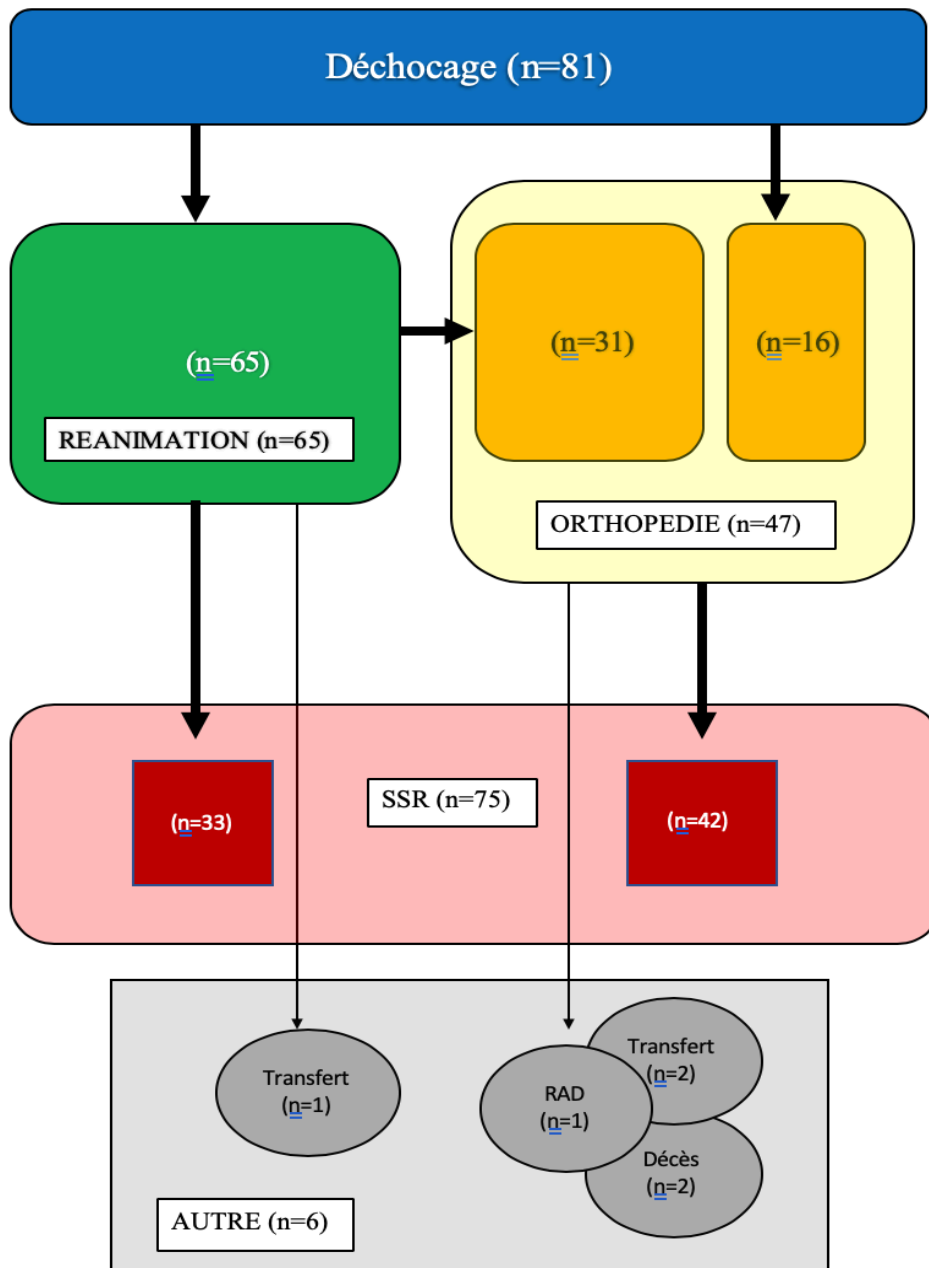 Déchocage (n=81)
(n=65)
REANIMATION (n=65)
(n=31)
(n=16)
ORTHOPEDIE (n=47)
(n=33)
SSR (n=75)
(n=42)
Transfert
(n=1)
RAD
(n=1)
Transfert
(n=2)
Décès
(n=2)
AUTRE (n=6)